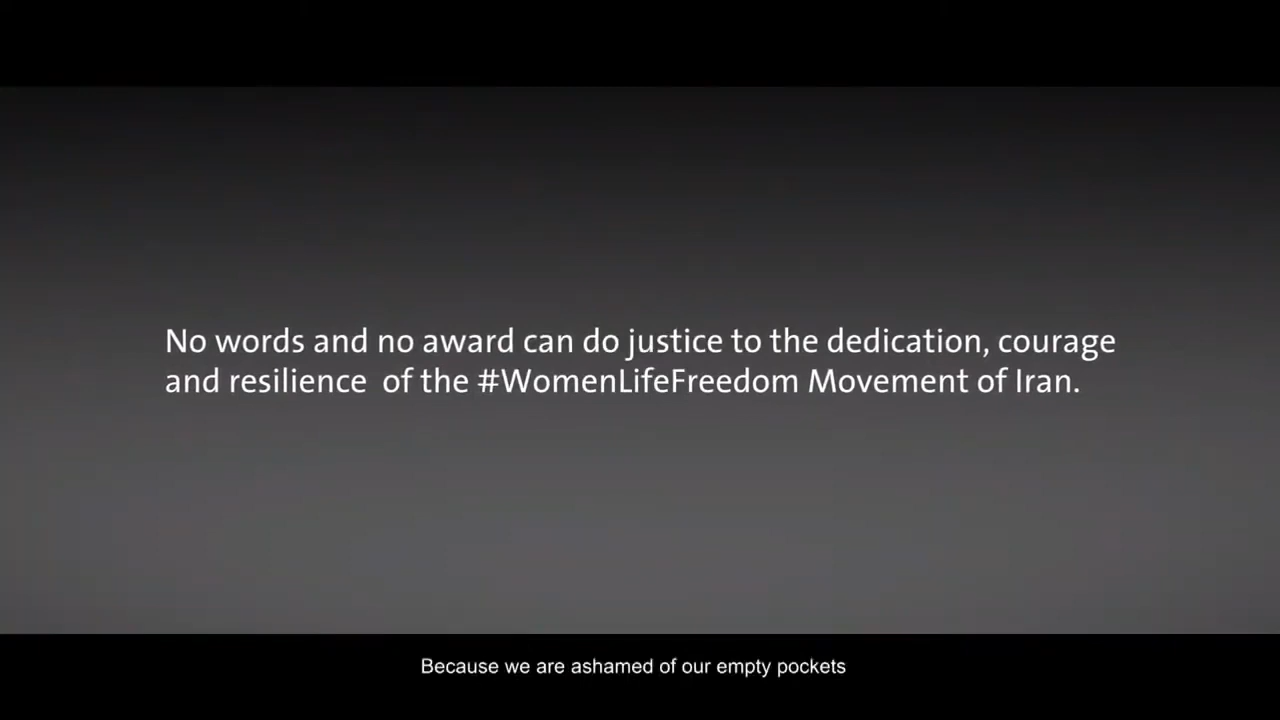 No words and no award can do justice to the dedication, courage
and resilience  of the #WomenLifeFreedom Movement of Iran.
Because we are ashamed of our empty pockets